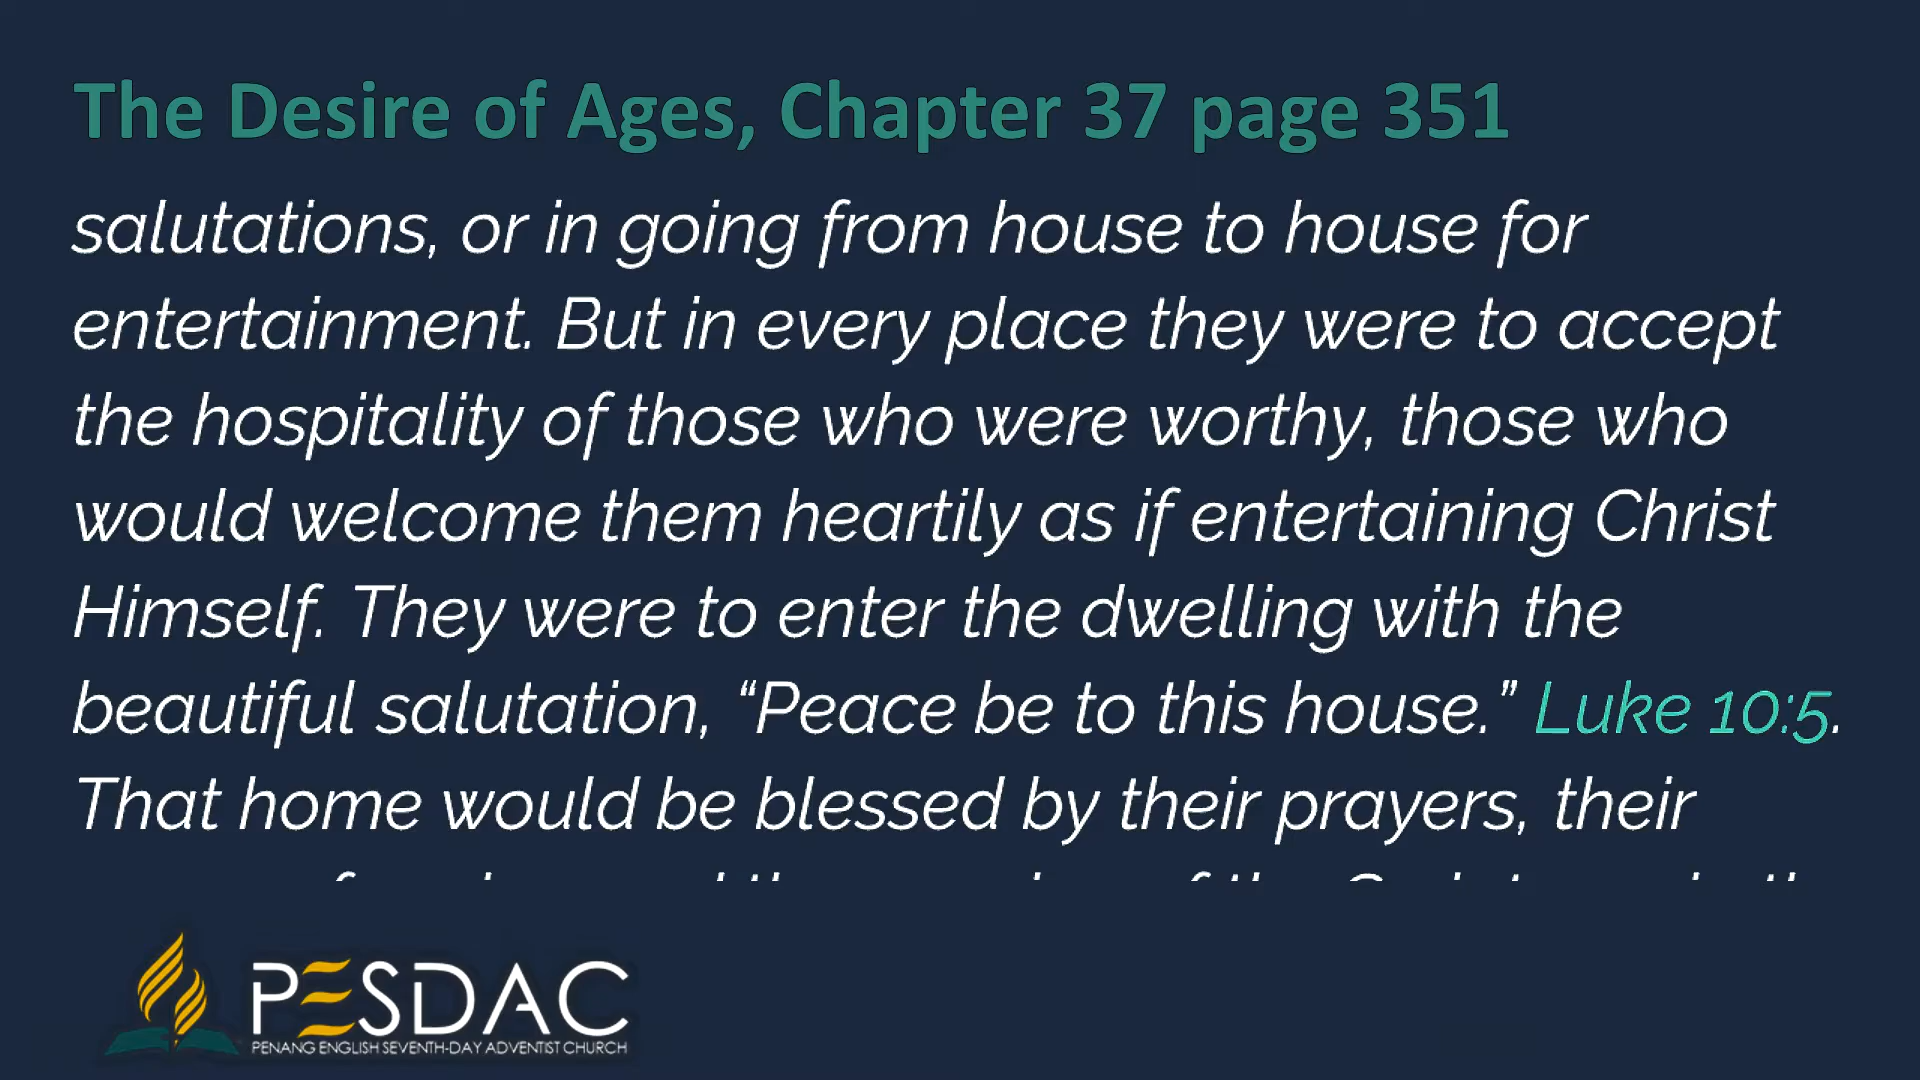 The Desire of Ages, Chapter 37 page 351
salutations, or in going from house to house for
entertainment. But in every place they were to accept
the hospitality of those who were worthy, those who
would welcome them heartily as if entertaining Christ
Himself. They were to enter the dwelling with the
beautiful salutation, “Peace be to this house.” Luke 10:5.
That home would be blessed by their prayers, their
PESDAC
PENANG ENGLISH SEVENTH-DAY ADVENTIST CHURCH